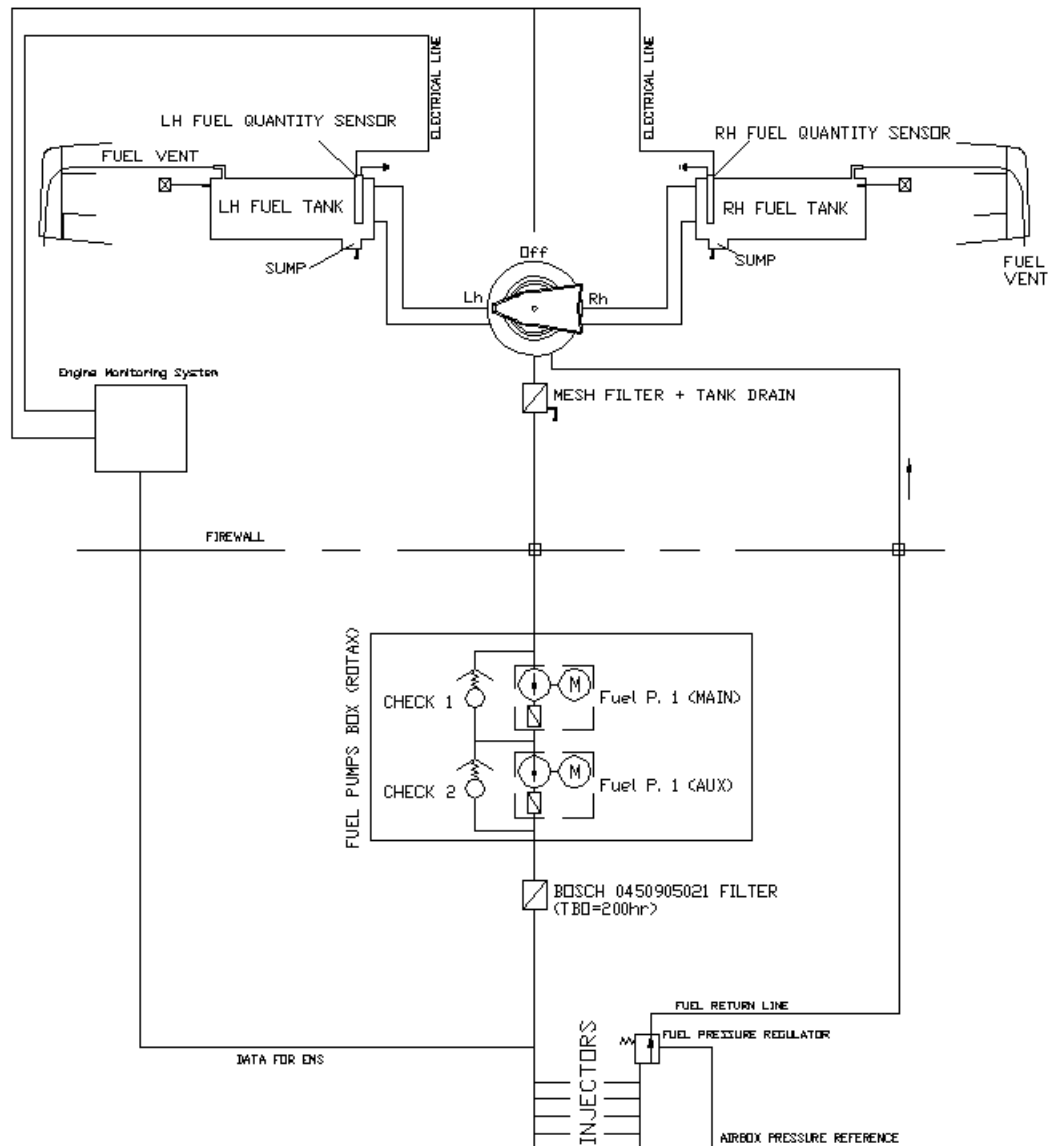 ELECTRICAL LINE
ELECTRICAL LINE
LH FUEL QUANTITY SENSOR
RH FUEL QUANTITY SENSOR
FUEL VENT
LH FUEL TANK
RH FUEL TANK
SUMP
SUMP
FUEL
VENT
Off
Lh
Rh
Engine Monitoring System
MESH FILTER + TANK DRAIN
FIREWALL
FUEL PUMPS BOX (ROTAX)
CHECK 1
M
Fuel P. 1 (MAIN)
CHECK 2
M
Fuel P. 1 (AUX)
BOSCH 0450905021 FILTER
(TBO=200hr)
FUEL RETURN LINE
FUEL PRESSURE REGULATOR
INJECTORS
DATA FOR EMS
AIRBOX PRESSURE REFERENCE